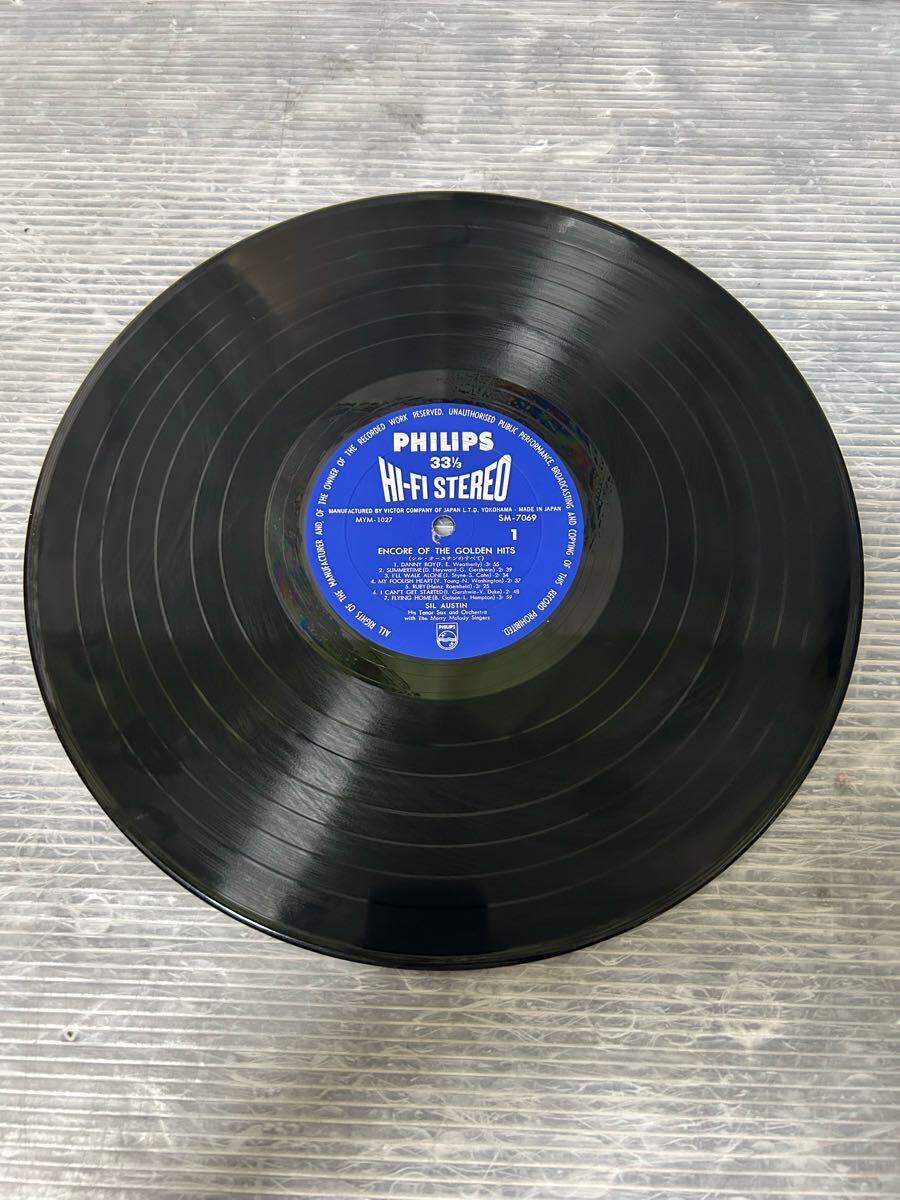 ALL RIGHTS OF THE MANUFACTURER AND, OF THE OWNER OF THE RECORDED WORK RESERVED. UNAUTHORISED PUBLIC PERFORMANCE, BROADCASTING AND COPYING OF THIS RECORD PROHIBITED.
PHILIPS
33⅓
HI-FI STEREO
MANUFACTURED BY VICTOR COMPANY OF JAPAN L.T.D. YOKOHAMA - MADE IN JAPAN
MYM-1027 SM-7069
1
ENCORE OF THE GOLDEN HITS
(シル・オースチンのすべて)
1. DANNY BOY (F. E. Weatherly)-3: 55
2. SUMMERTIME (D. Heyward-G. Gershwin)-2: 39
3. I'LL WALK ALONE (J. Styne-S. Cahn)-2: 34
4. MY FOOLISH HEART (V. Young-N. Washington)-2: 37
5. RUBY (Heinz Roemheld)-3: 25
6. I CAN'T GET STARTED (I. Gershwin-V. Duke)-2: 48
7. FLYING HOME (B. Golson-L. Hampton)-3: 59
SIL AUSTIN
His Tenor Sax and Orchestra
with The Merry Melody Singers
PHILIPS